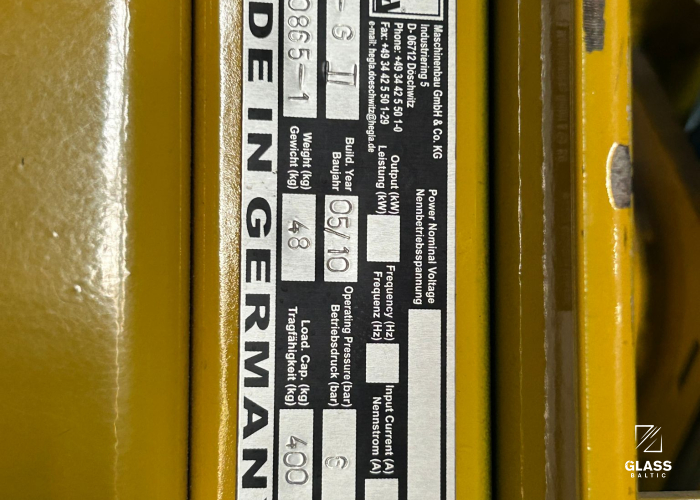 Maschinenbau GmbH & Co. KG
Industriering 5
D- 06712 Döschwitz
Phone: +49 34 42 5 50 1-0
Fax: +49 34 42 5 50 1-29
e-mail: hegla.doeschwitz@hegla.de
Power Nominal Voltage
Nennbetriebsspannung
Output (kW)
Leistung (kW)
Frequency (Hz)
Frequenz (Hz)
Input Current (A)
Nennstrom (A)
-G II
Build. Year
Baujahr
05/10
Operating Pressure(bar)
Betriebsdruck (bar)
6
0865-1
Weight (kg)
Gewicht (kg)
48
Load. Cap. (kg)
Tragfähigkeit (kg)
400
DE IN GERMANY
GLASS
BALTIC